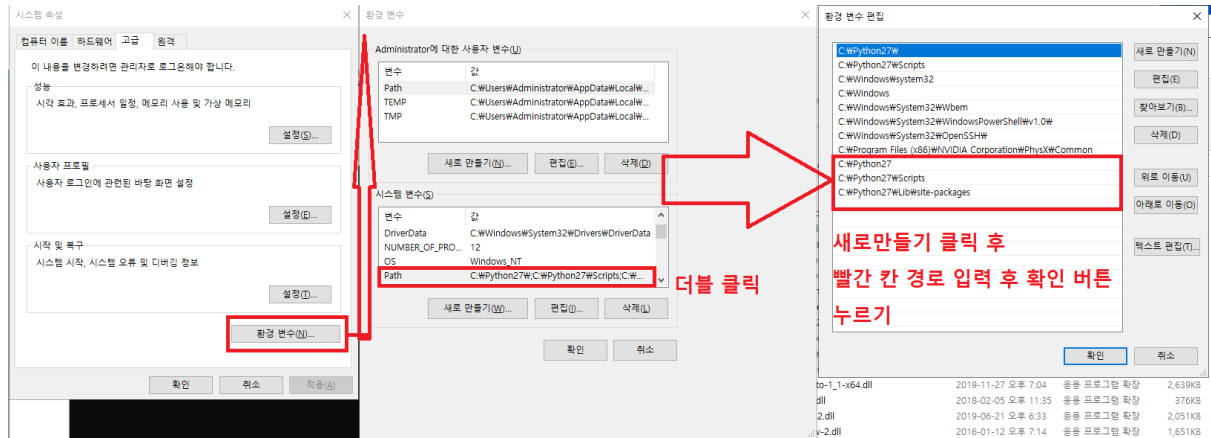 시스템 속성
컴퓨터 이름 하드웨어 고급 원격
이 내용을 변경하려면 관리자로 로그온해야 합니다.
성능
시각 효과, 프로세서 일정, 메모리 사용 및 가상 메모리
설정(S)...
사용자 프로필
사용자 로그인에 관련된 바탕 화면 설정
설정(E)...
시작 및 복구
시스템 시작, 시스템 오류 및 디버깅 정보
설정(T)...
환경 변수(N)...
확인 취소 적용(A)
환경 변수
Administrator에 대한 사용자 변수(U)
변수 값
Path C:₩Users₩Administrator₩AppData₩Local₩...
TEMP C:₩Users₩Administrator₩AppData₩Local₩...
TMP C:₩Users₩Administrator₩AppData₩Local₩...
새로 만들기(N)... 편집(E)... 삭제(D)
시스템 변수(S)
변수 값
DriverData C:₩Windows₩System32₩Drivers₩DriverData
NUMBER_OF_PRO... 12
OS Windows_NT
Path C:₩Python27₩;C:₩Python27₩Scripts;C:₩...
더블 클릭
새로 만들기(W)... 편집(I)... 삭제(L)
확인 취소
환경 변수 편집
C:₩Python27₩
C:₩Python27₩Scripts
C:₩Windows₩system32
C:₩Windows
C:₩Windows₩System32₩Wbem
C:₩Windows₩System32₩WindowsPowerShell₩v1.0₩
C:₩Windows₩System32₩OpenSSH₩
C:₩Program Files (x86)₩NVIDIA Corporation₩PhysX₩Common
C:₩Python27
C:₩Python27₩Scripts
C:₩Python27₩Lib₩site-packages
새로 만들기(N)
편집(E)
찾아보기(B)...
삭제(D)
위로 이동(U)
아래로 이동(O)
텍스트 편집(T)...
새로만들기 클릭 후
빨간 칸 경로 입력 후 확인 버튼
누르기
확인 취소
to-1_1-x64.dll 2019-11-27 오후 7:04 응용 프로그램 확장 2,639KB
dll 2018-02-05 오후 11:35 응용 프로그램 확장 376KB
2.dll 2019-06-21 오후 6:33 응용 프로그램 확장 2,051KB
v-2.dll 2016-01-12 오후 7:14 응용 프로그램 확장 1,651KB